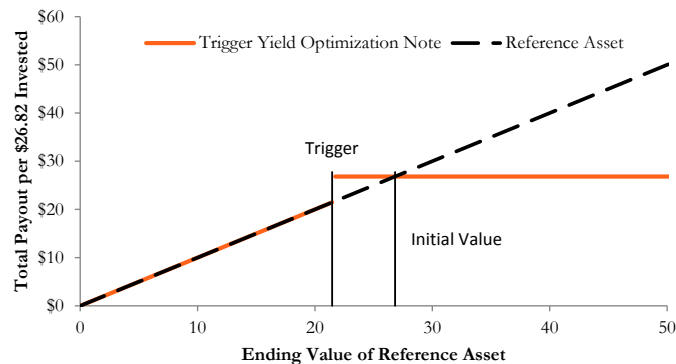 $60
Trigger Yield Optimization Note
Reference Asset
$50
$40
Trigger
$30
$20
Initial Value
$10
$0
0
10
20
30
40
50
Total Payout per $26.82 Invested
Ending Value of Reference Asset